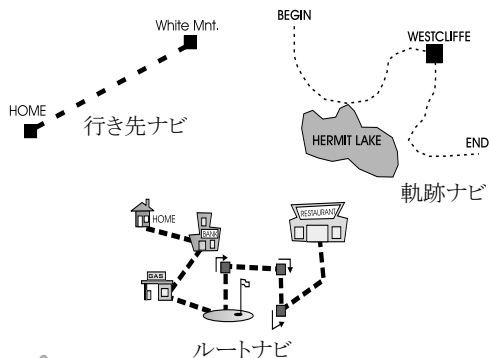 White Mnt.
HOME
行き先ナビ
BEGIN
WESTCLIFFE
HERMIT LAKE
END
軌跡ナビ
HOME
BANK
RESTAURANT
GAS
ルートナビ